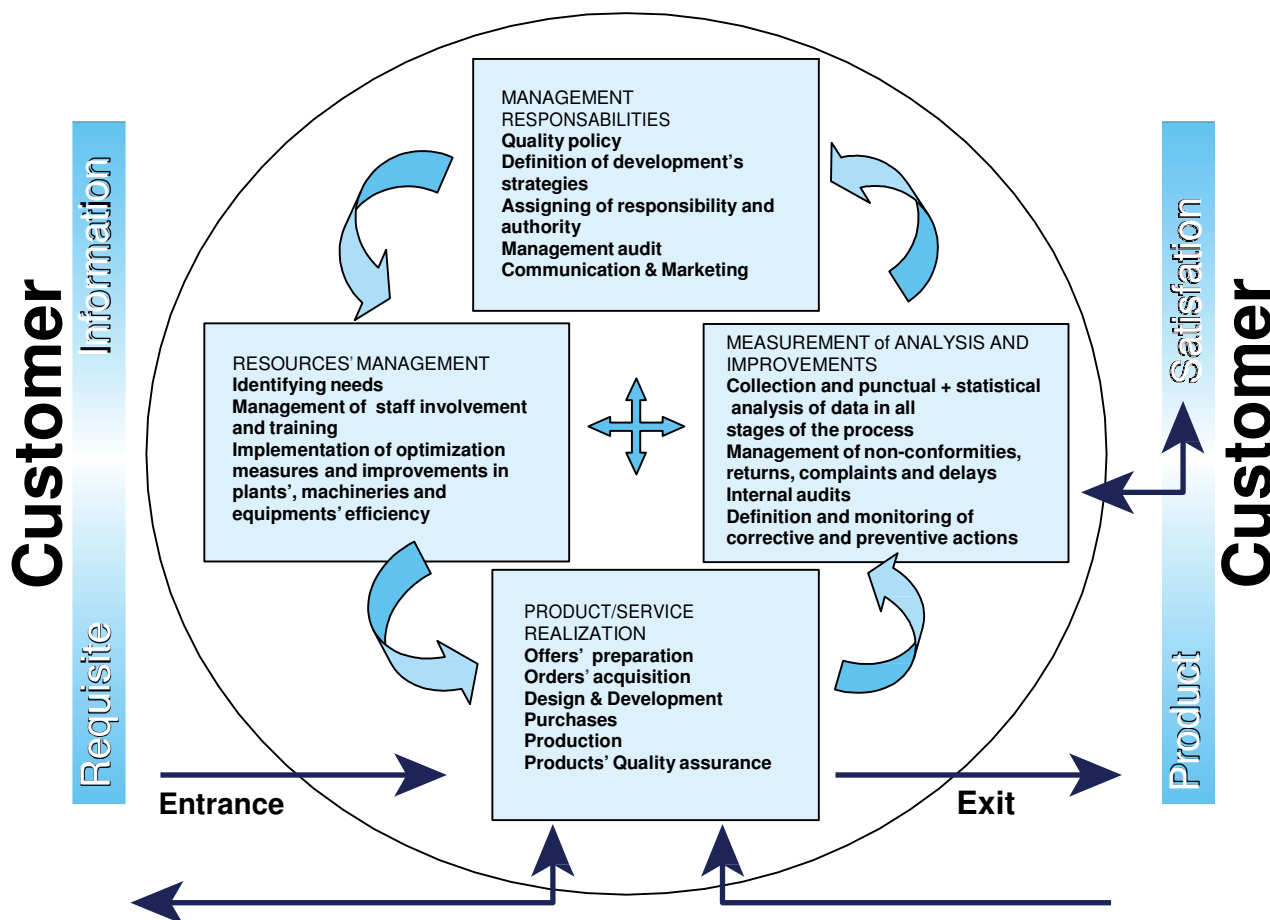 Customer
Information
Requisite
MANAGEMENT
RESPONSABILITIES
Quality policy
Definition of development's
strategies
Assigning of responsibility and
authority
Management audit
Communication & Marketing
RESOURCES' MANAGEMENT
Identifying needs
Management of staff involvement
and training
Implementation of optimization
measures and improvements in
plants', machineries and
equipments' efficiency
MEASUREMENT of ANALYSIS AND
IMPROVEMENTS
Collection and punctual + statistical
analysis of data in all
stages of the process
Management of non-conformities,
returns, complaints and delays
Internal audits
Definition and monitoring of
corrective and preventive actions
PRODUCT/SERVICE
REALIZATION
Offers' preparation
Orders' acquisition
Design & Development
Purchases
Production
Products' Quality assurance
Entrance
Exit
Satisfation
Product
Customer